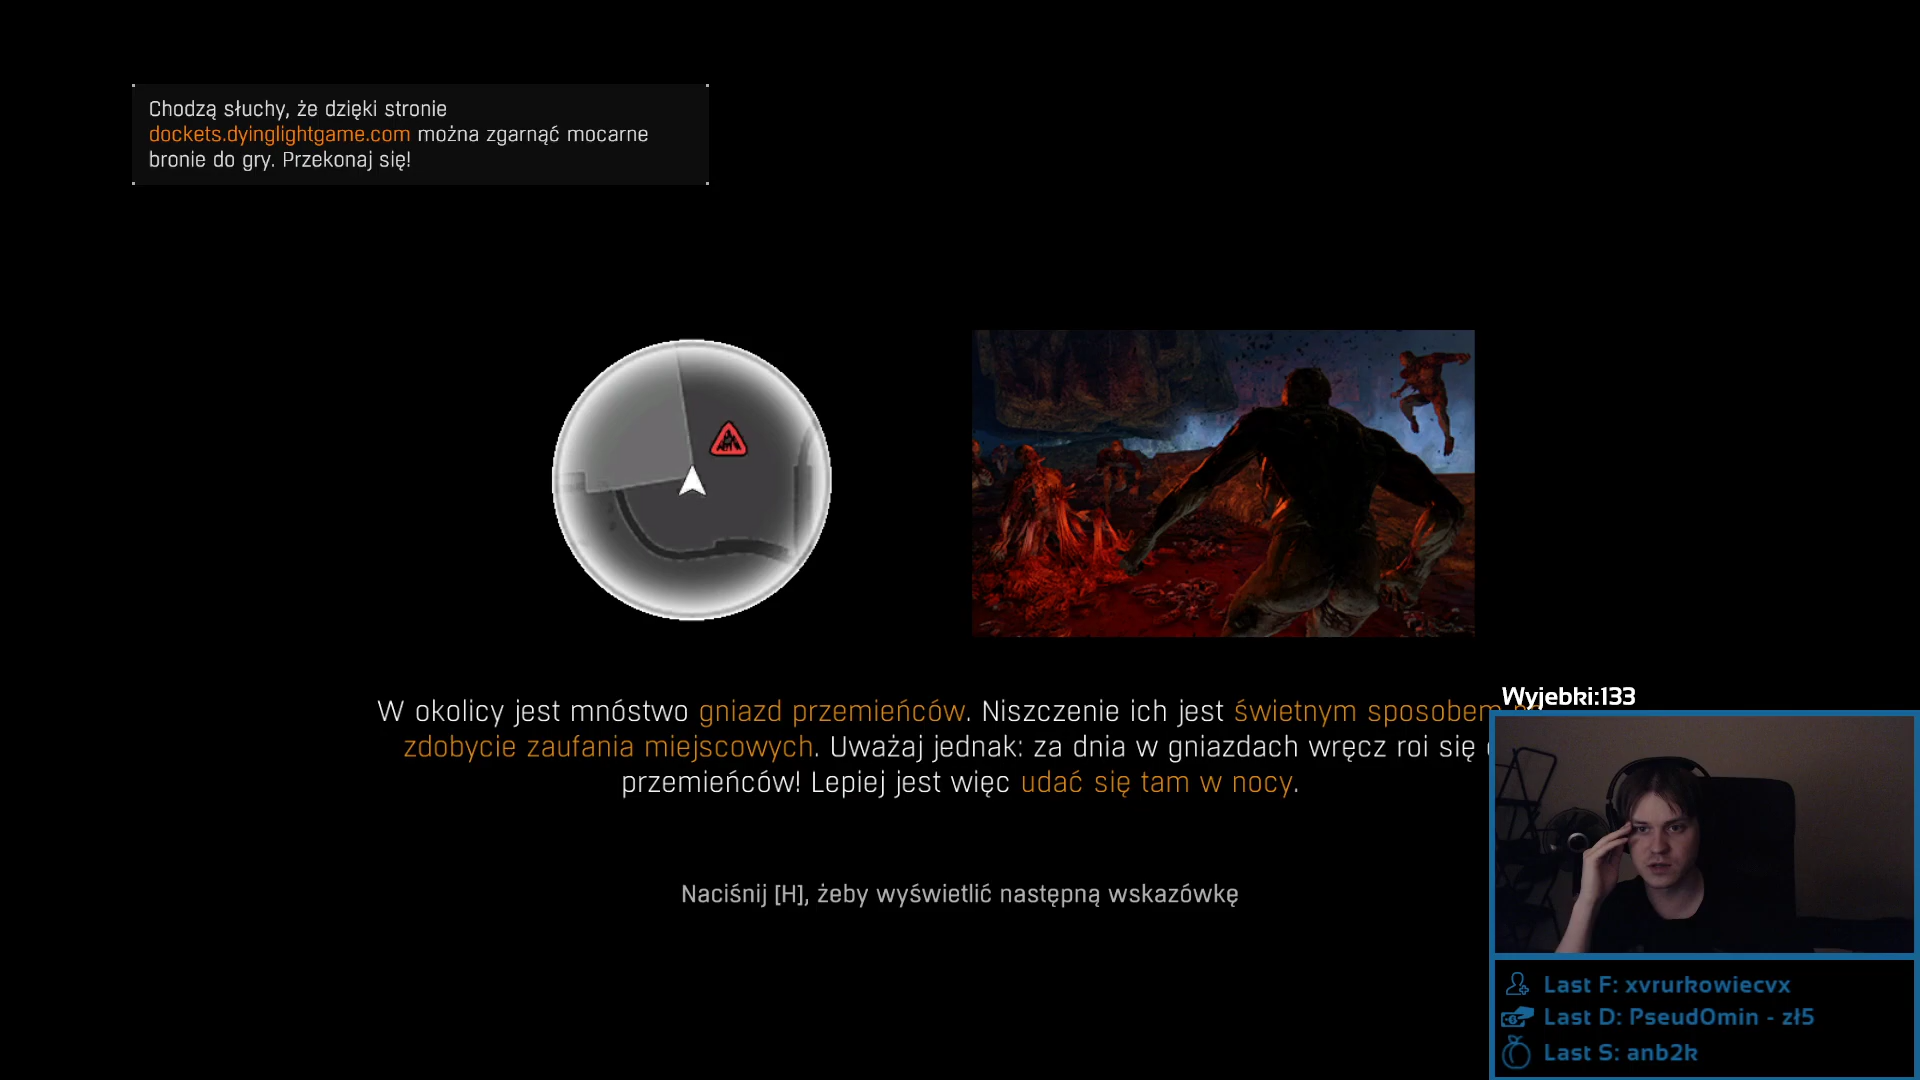 Chodzą słuchy, że dzięki stronie
dockets.dyinglightgame.com można zgarnąć mocarne
bronie do gry. Przekonaj się!
W okolicy jest mnóstwo gniazd przemieńców. Niszczenie ich jest świetnym sposobem na
zdobycie zaufania miejscowych. Uważaj jednak: za dnia w gniazdach wręcz roi się
przemieńców! Lepiej jest więc udać się tam w nocy.
Naciśnij [H], żeby wyświetlić następną wskazówkę
Wyjebki:133
Last F: xvrurkowiecvx
Last D: PseudOmin - zł5
Last S: anb2k